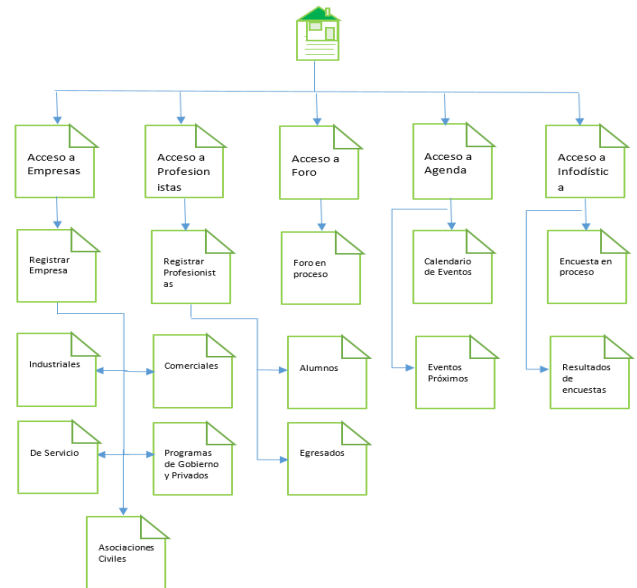 Acceso a
Empresas
Acceso a
Profesion
istas
Acceso a
Foro
Acceso a
Agenda
Acceso a
Infodístic
a
Registrar
Empresa
Registrar
Profesionist
as
Foro en
proceso
Calendario
de Eventos
Encuesta en
proceso
Industriales
Comerciales
Alumnos
Eventos
Próximos
Resultados
de
encuestas
De Servicio
Programas
de Gobierno
y Privados
Egresados
Asociaciones
Civiles